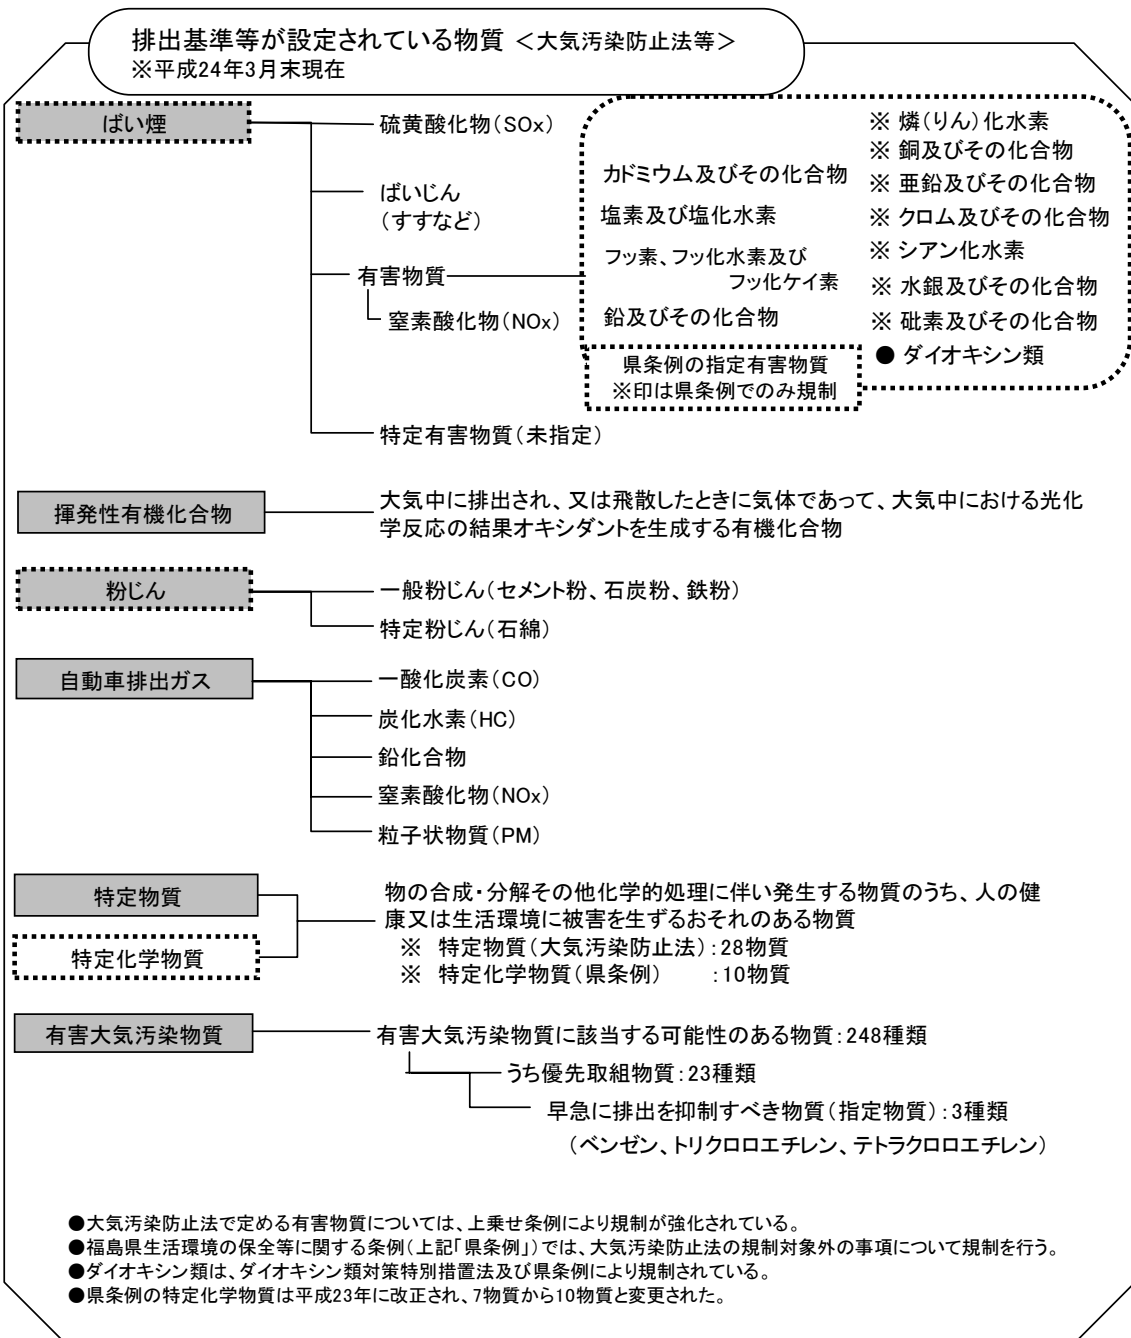 排出基準等が設定されている物質 <大気汚染防止法等>
※平成24年3月末現在
ばい煙
硫黄酸化物(SOx)
ばいじん
(すすなど)
有害物質
窒素酸化物(NOx)
特定有害物質(未指定)
カドミウム及びその化合物
塩素及び塩化水素
フッ素、フッ化水素及び
フッ化ケイ素
鉛及びその化合物
※ 燐(りん)化水素
※ 銅及びその化合物
※ 亜鉛及びその化合物
※ クロム及びその化合物
※ シアン化水素
※ 水銀及びその化合物
※ 砒素及びその化合物
● ダイオキシン類
県条例の指定有害物質
※印は県条例でのみ規制
揮発性有機化合物
大気中に排出され、又は飛散したときに気体であって、大気中における光化
学反応の結果オキシダントを生成する有機化合物
粉じん
一般粉じん(セメント粉、石炭粉、鉄粉)
特定粉じん(石綿)
自動車排出ガス
一酸化炭素(CO)
炭化水素(HC)
鉛化合物
窒素酸化物(NOx)
粒子状物質(PM)
特定物質
特定化学物質
物の合成・分解その他化学的処理に伴い発生する物質のうち、人の健
康又は生活環境に被害を生ずるおそれのある物質
※ 特定物質(大気汚染防止法):28物質
※ 特定化学物質(県条例) :10物質
有害大気汚染物質
有害大気汚染物質に該当する可能性のある物質:248種類
うち優先取組物質:23種類
早急に排出を抑制すべき物質(指定物質):3種類
(ベンゼン、トリクロロエチレン、テトラクロロエチレン)
●大気汚染防止法で定める有害物質については、上乗せ条例により規制が強化されている。
●福島県生活環境の保全等に関する条例(上記「県条例」)では、大気汚染防止法の規制対象外の事項について規制を行う。
●ダイオキシン類は、ダイオキシン類対策特別措置法及び県条例により規制されている。
●県条例の特定化学物質は平成23年に改正され、7物質から10物質と変更された。